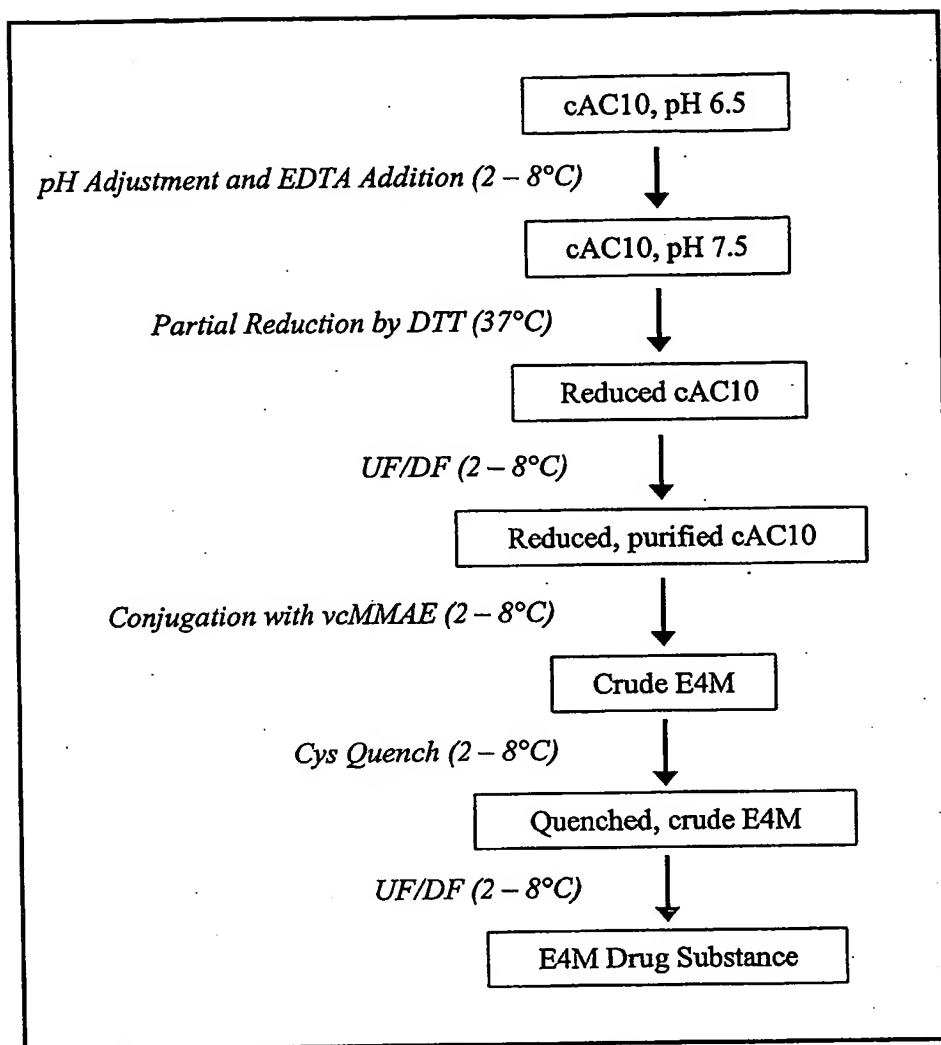 cAC10, pH 6.5
pH Adjustment and EDTA Addition (2 – 8°C)
cAC10, pH 7.5
Partial Reduction by DTT (37°C)
Reduced cAC10
UF/DF (2 – 8°C)
Reduced, purified cAC10
Conjugation with vcMMAE (2 – 8°C)
Crude E4M
Cys Quench (2 – 8°C)
Quenched, crude E4M
UF/DF (2 – 8°C)
E4M Drug Substance